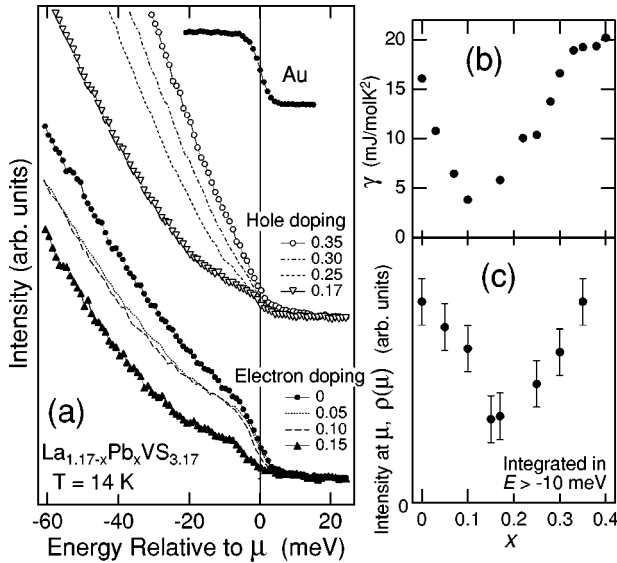 (a)
Au
Hole doping
0.35
0.30
0.25
0.17
Electron doping
0
0.05
0.10
0.15
La1.17-xPbxVS3.17
T = 14 K
Intensity (arb. units)
-60
-40
-20
0
20
Energy Relative to μ (meV)
(b)
γ (mJ/molK²)
20
15
10
5
0
(c)
Intensity at μ, ρ(μ) (arb. units)
0
Integrated in
E > -10 meV
0
0.1
0.2
0.3
0.4
x